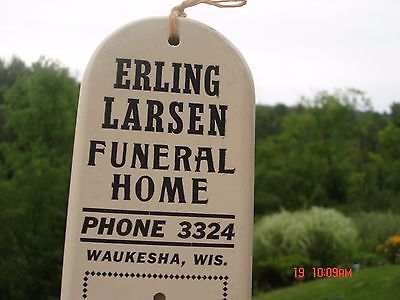 ERLING
LARSEN
FUNERAL
HOME
PHONE 3324
WAUKESHA, WIS.
19 10:09AM